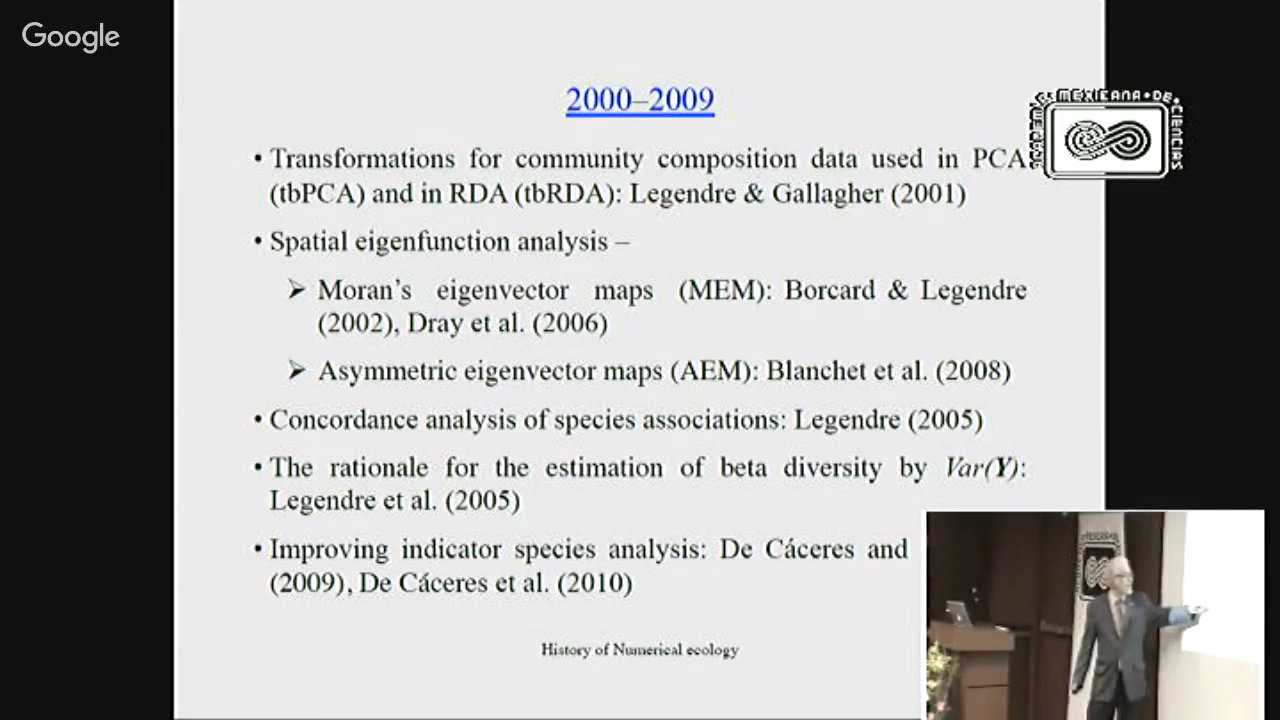 Google
2000–2009
• Transformations for community composition data used in PCA
(tbPCA) and in RDA (tbRDA): Legendre & Gallagher (2001)
• Spatial eigenfunction analysis –
➢ Moran's eigenvector maps (MEM): Borcard & Legendre
(2002), Dray et al. (2006)
➢ Asymmetric eigenvector maps (AEM): Blanchet et al. (2008)
• Concordance analysis of species associations: Legendre (2005)
• The rationale for the estimation of beta diversity by Var(Y):
Legendre et al. (2005)
• Improving indicator species analysis: De Cáceres and
(2009), De Cáceres et al. (2010)
History of Numerical ecology
MEXICANA • DE •
CIENCIAS